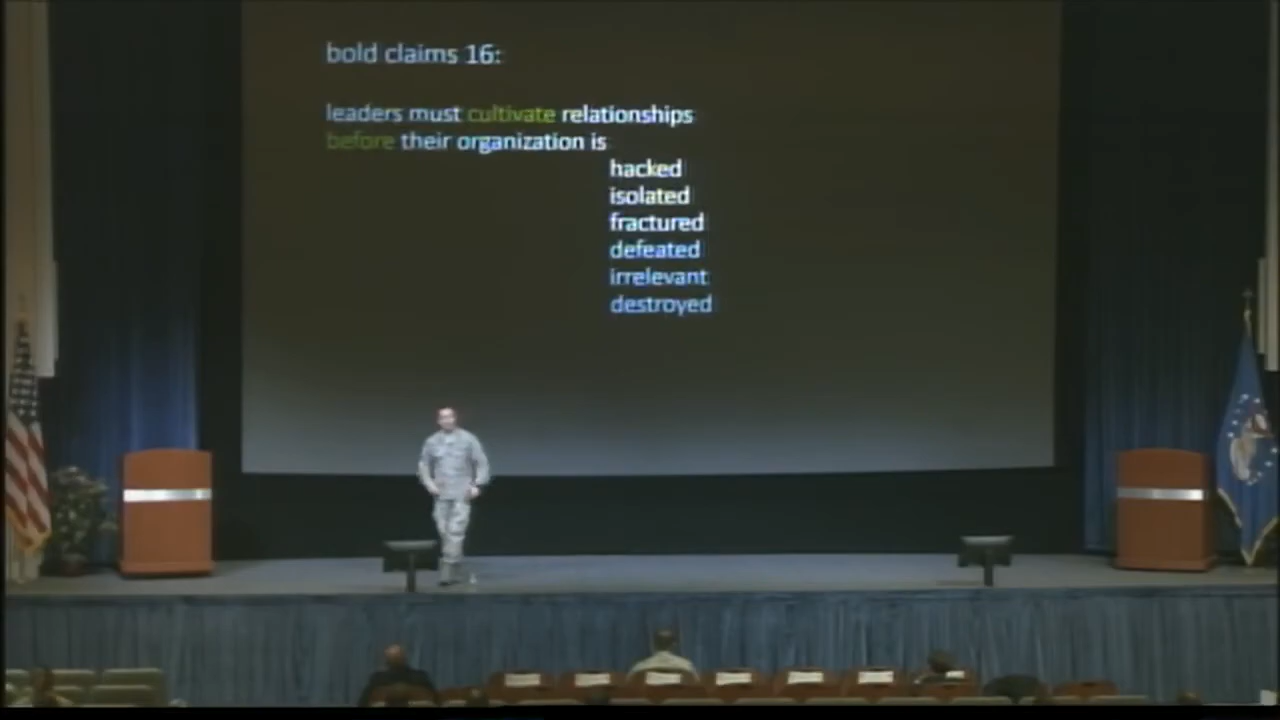 bold claims 16:
leaders must cultivate relationships
before their organization is
hacked
isolated
fractured
defeated
irrelevant
destroyed